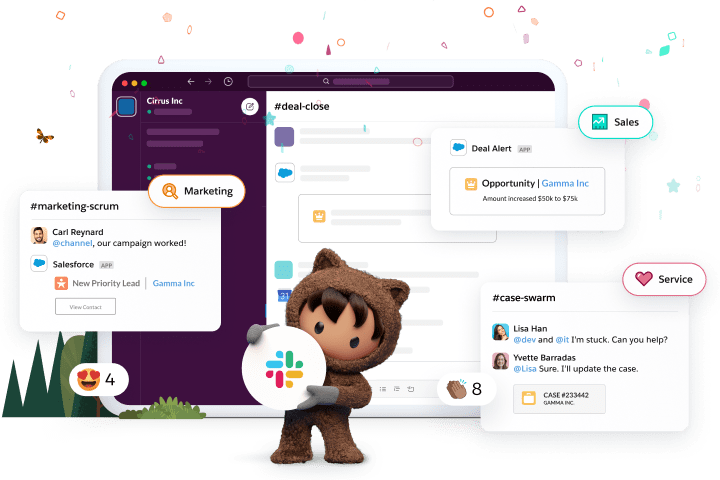 Cirrus Inc
#deal-close
Sales
Deal Alert APP
Opportunity | Gamma Inc
Amount increased $50k to $75k
Marketing
#marketing-scrum
Carl Reynard
@channel, our campaign worked!
Salesforce APP
New Priority Lead | Gamma Inc
View Contact
31
Service
#case-swarm
Lisa Han
@dev and @it I'm stuck. Can you help?
Yvette Barradas
@Lisa Sure. I'll update the case.
CASE #233442
GAMMA INC.
4
8